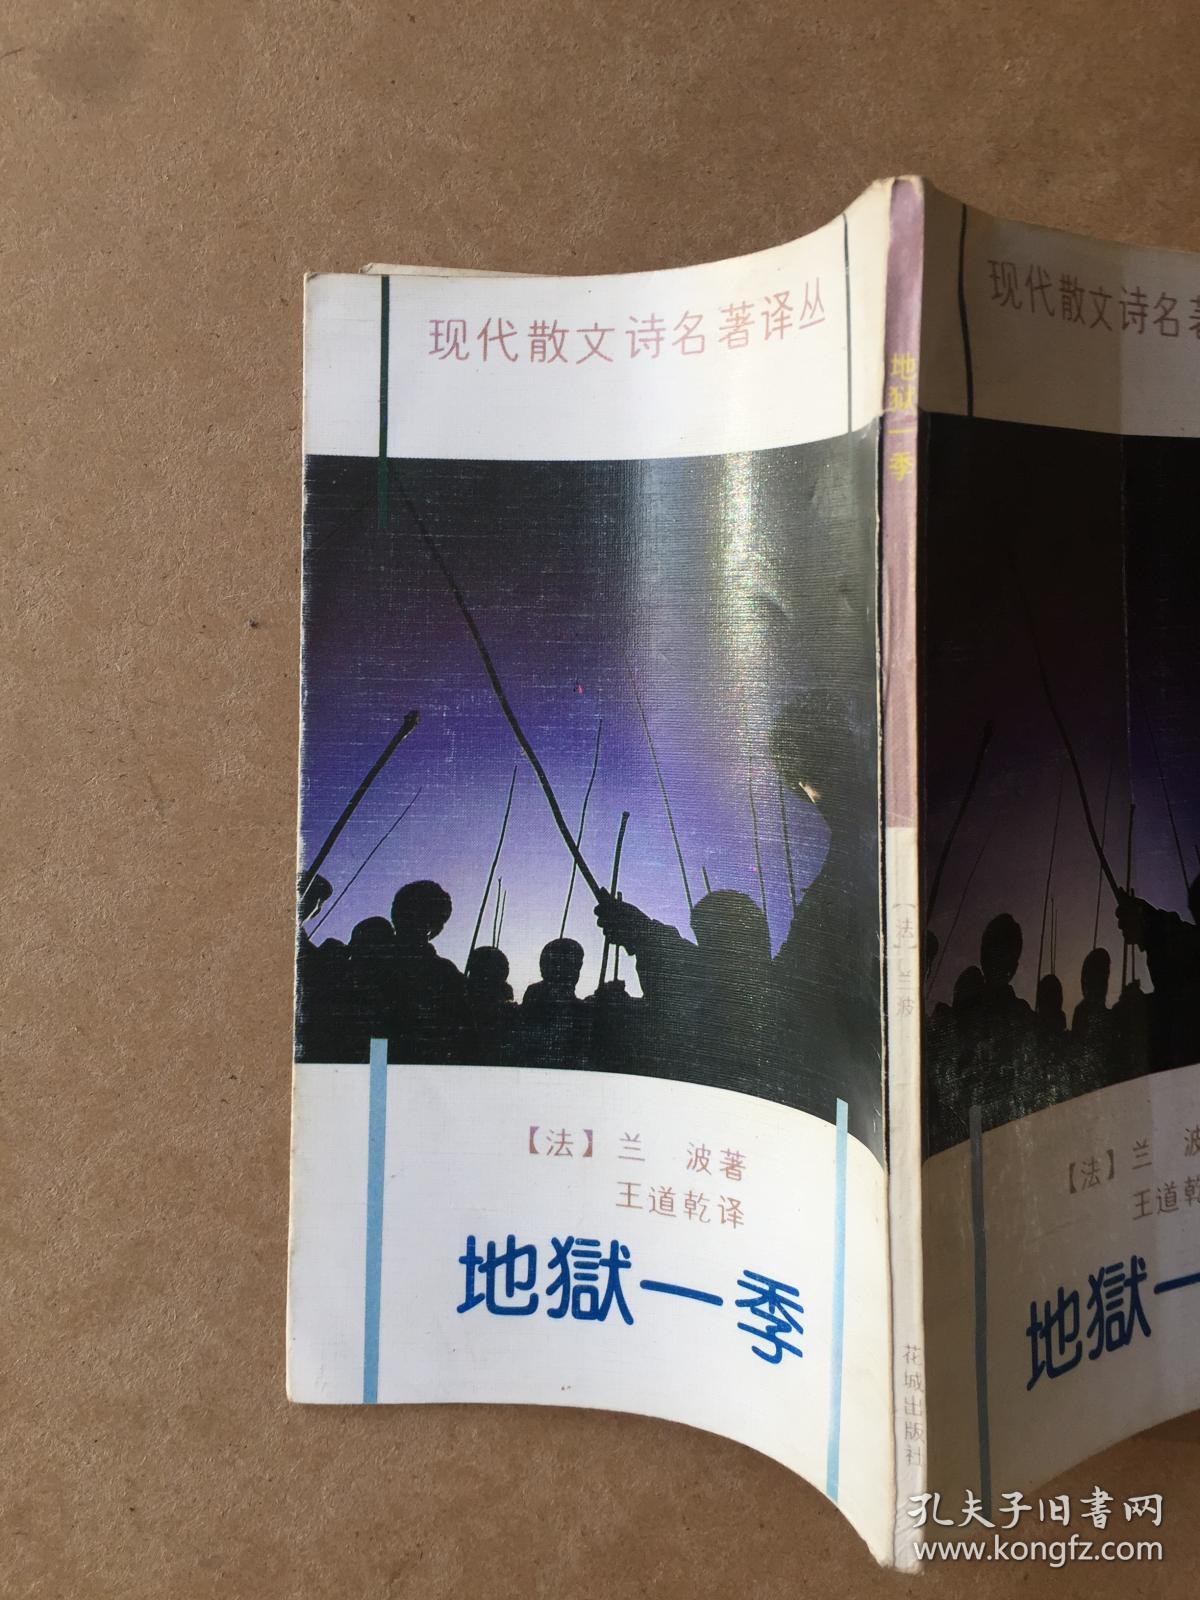 现代散文诗名著译丛
【法】兰 波著
王道乾译
地獄一季
地狱一季
【法】兰波
花城出版社
现代散文诗名著
【法】兰 波
王道乾
地獄一
孔夫子旧书网
www.kongfz.com